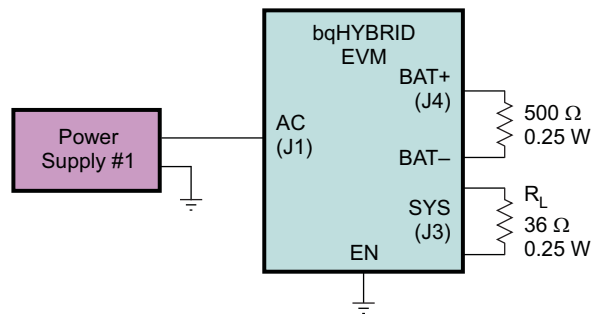 bqHYBRID
EVM
BAT+
(J4)
500 Ω
0.25 W
Power
Supply #1
AC
(J1)
BAT–
SYS
(J3)
R_L
36 Ω
0.25 W
EN